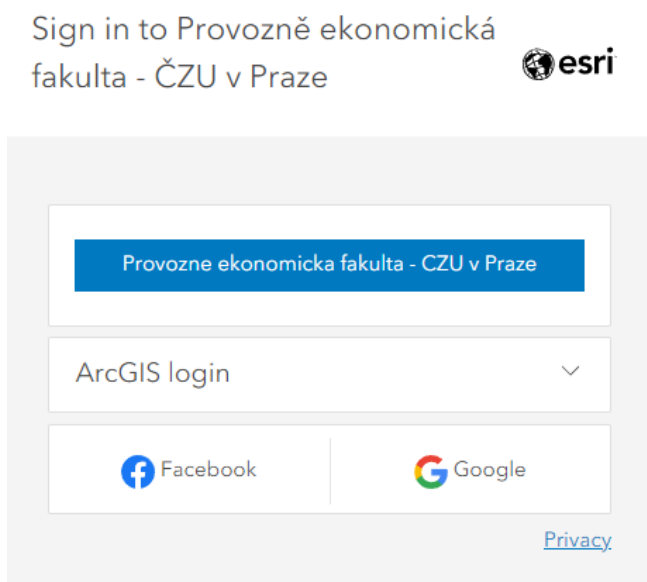 Sign in to Provozně ekonomická
fakulta - ČZU v Praze
esri
Provozne ekonomicka fakulta - CZU v Praze
ArcGIS login
Facebook
Google
Privacy